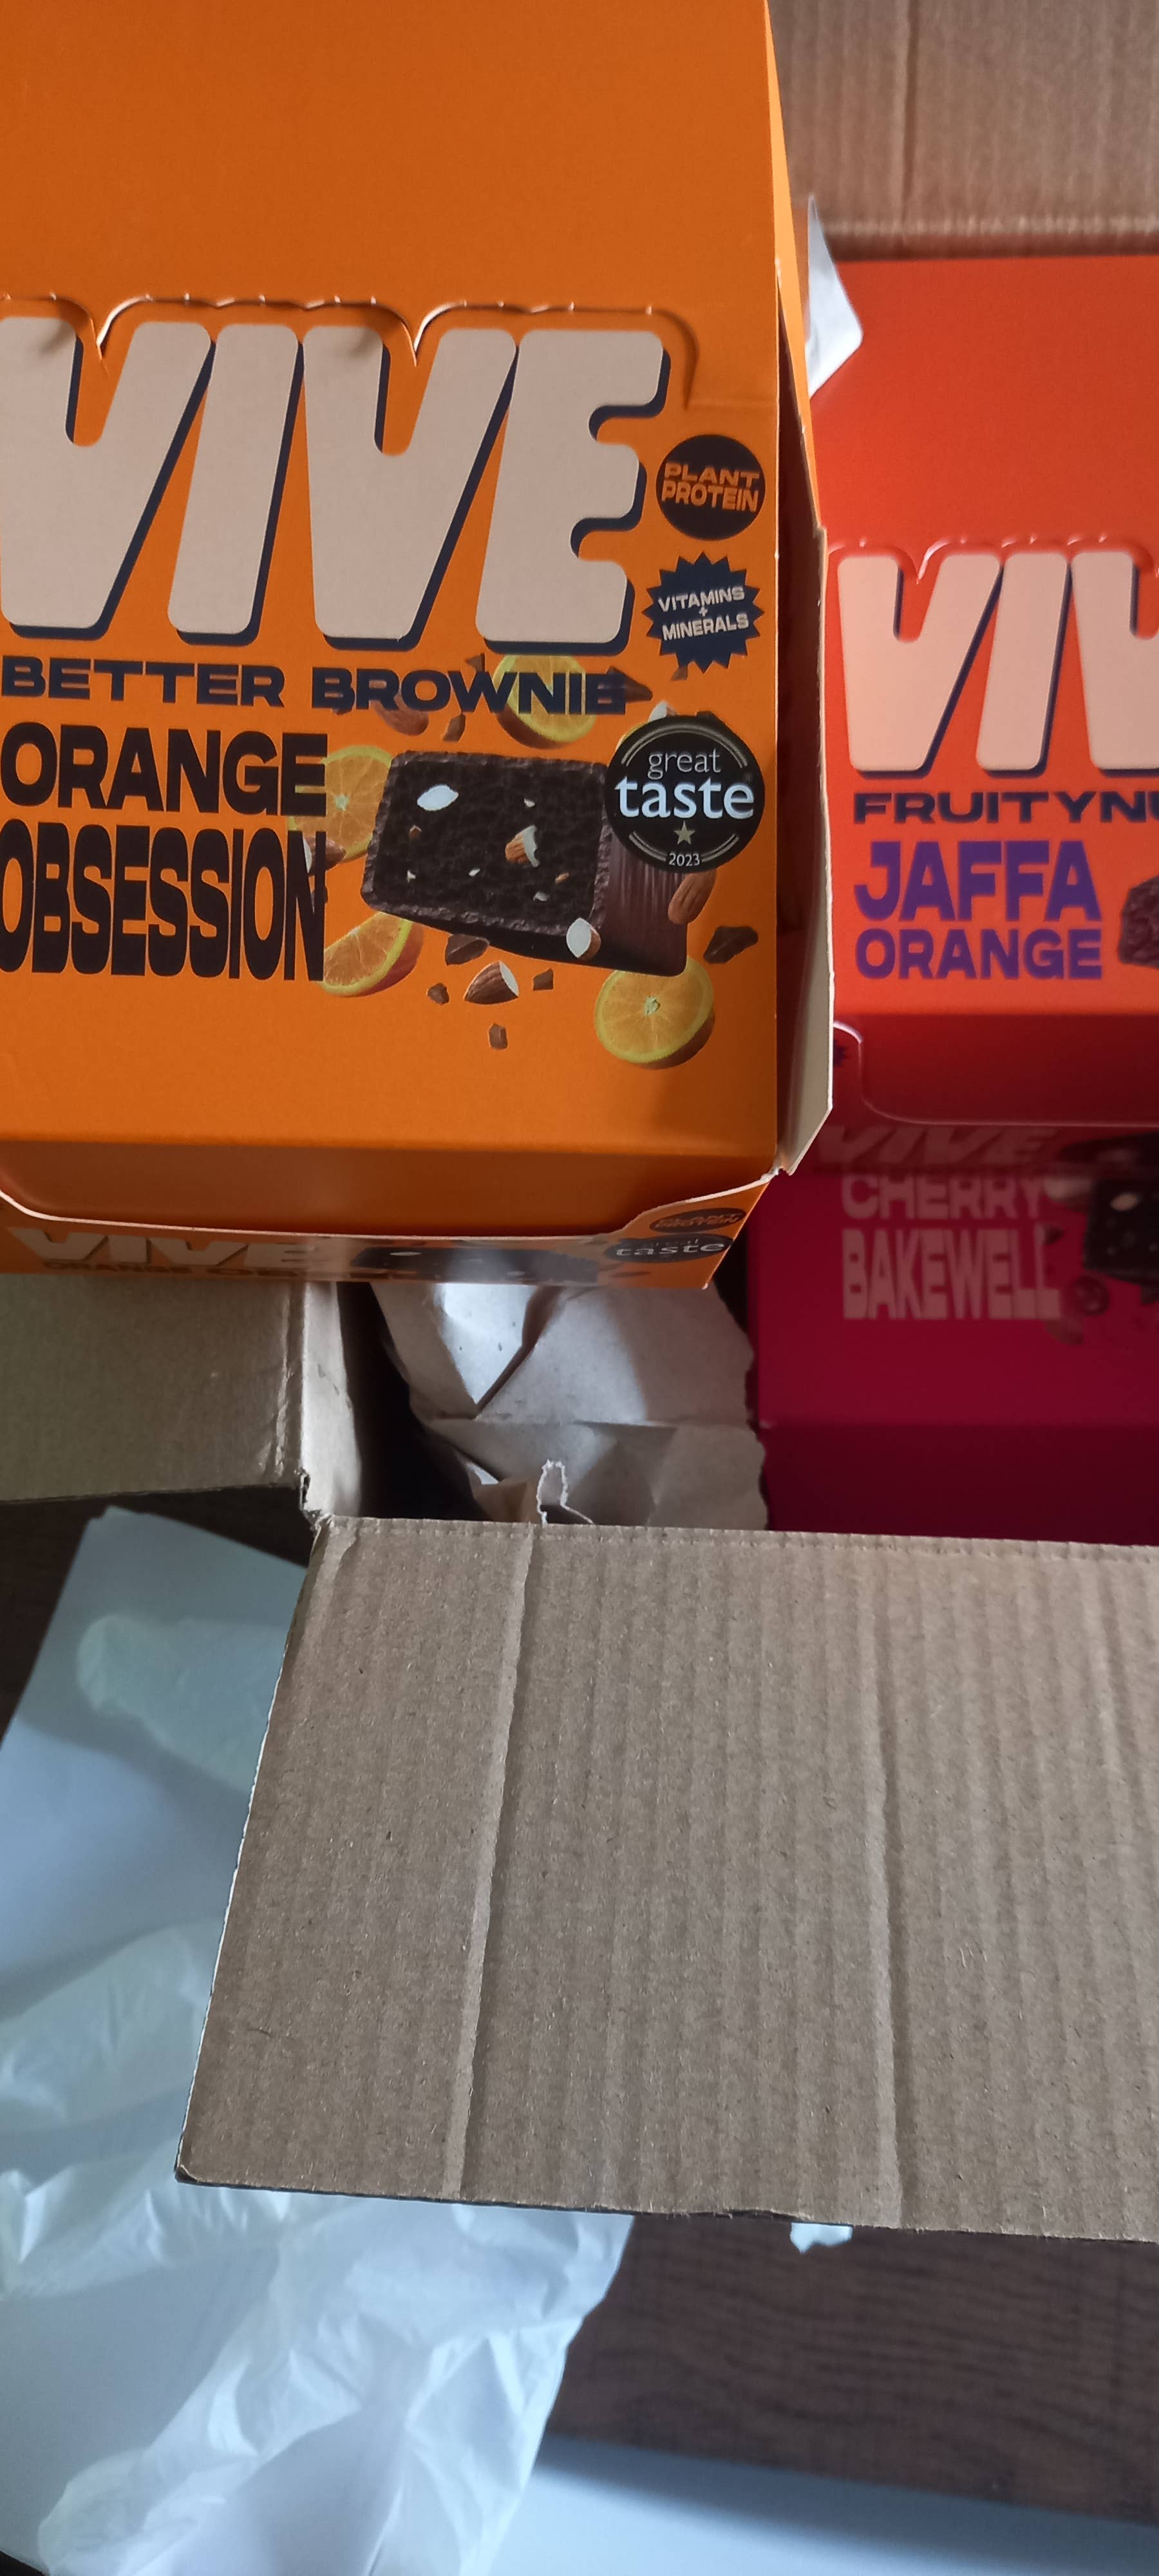 VIVE
PLANT
PROTEIN
VITAMINS
+
MINERALS
BETTER BROWNIE
ORANGE
OBSESSION
great
taste
2023
VIVE
taste
VIV
FRUITYNU
JAFFA
ORANGE
VIVE
CHERRY
BAKEWELL